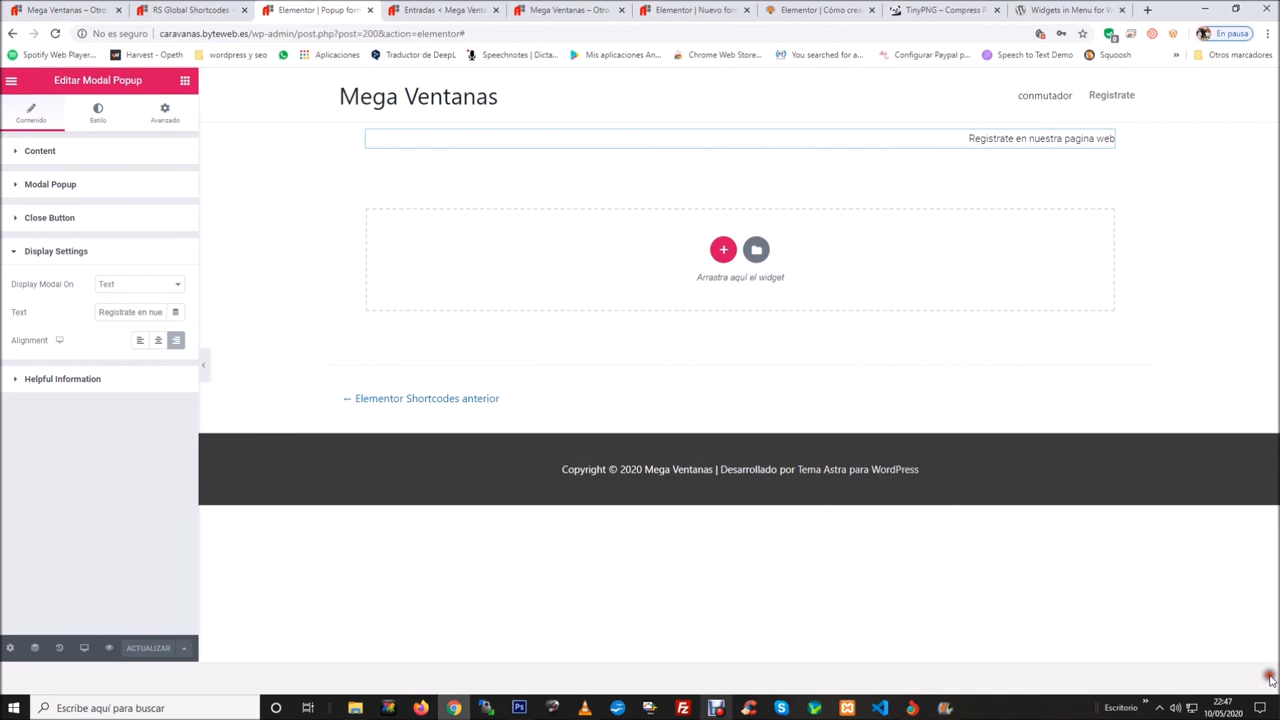 Mega Ventanas – Otro
RS Global Shortcodes ‹
Elementor | Popup form
Entradas ‹ Mega Venta
Mega Ventanas – Otro
Elementor | Nuevo form
Elementor | Cómo crea
TinyPNG – Compress P
Widgets in Menu for W
No es seguro | caravanas.byteweb.es/wp-admin/post.php?post=200&action=elementor#
En pausa
Spotify Web Player...
Harvest - Opeth
wordpress y seo
Aplicaciones
Traductor de DeepL
Speechnotes | Dicta...
Mis aplicaciones An...
Chrome Web Store...
You searched for a...
Configurar Paypal p...
Speech to Text Demo
Squoosh
»
Otros marcadores
Editar Modal Popup
Contenido
Estilo
Avanzado
Content
Modal Popup
Close Button
Display Settings
Display Modal On
Text
Text
Registrate en nue
Alignment
Helpful Information
ACTUALIZAR
Mega Ventanas
conmutador
Registrate
Registrate en nuestra pagina web
Arrastra aquí el widget
← Elementor Shortcodes anterior
Copyright © 2020 Mega Ventanas | Desarrollado por Tema Astra para WordPress
Escribe aquí para buscar
Escritorio
»
22:47
10/05/2020